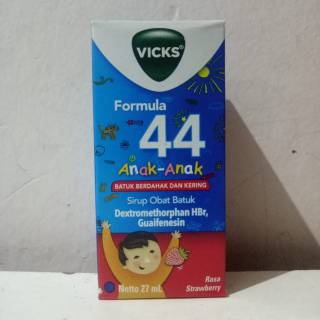 VICKS®
Formula
44
Anak-Anak
BATUK BERDAHAK DAN KERING
Sirup Obat Batuk
Dextromethorphan HBr,
Guaifenesin
Rasa
Strawberry
Netto 27 mL